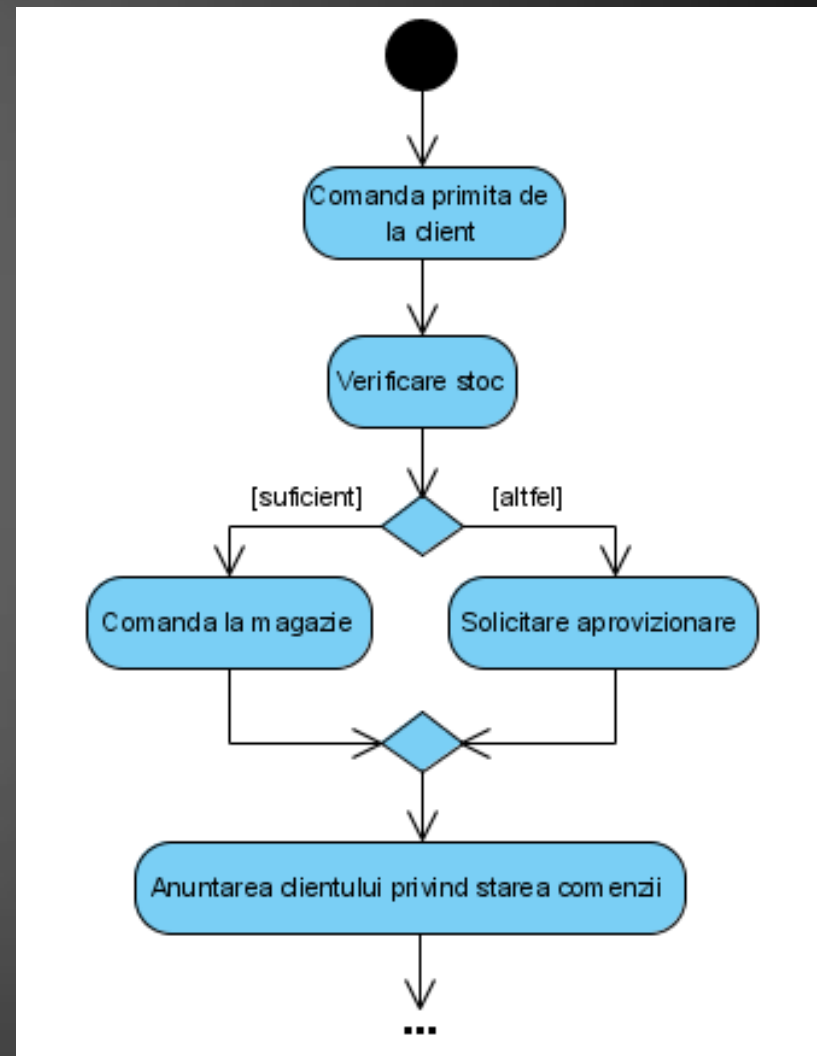 Comanda primita de
la client
Verificare stoc
[suficient]
[altfel]
Comanda la magazie
Solicitare aprovizionare
Anuntarea clientului privind starea comenzii
...